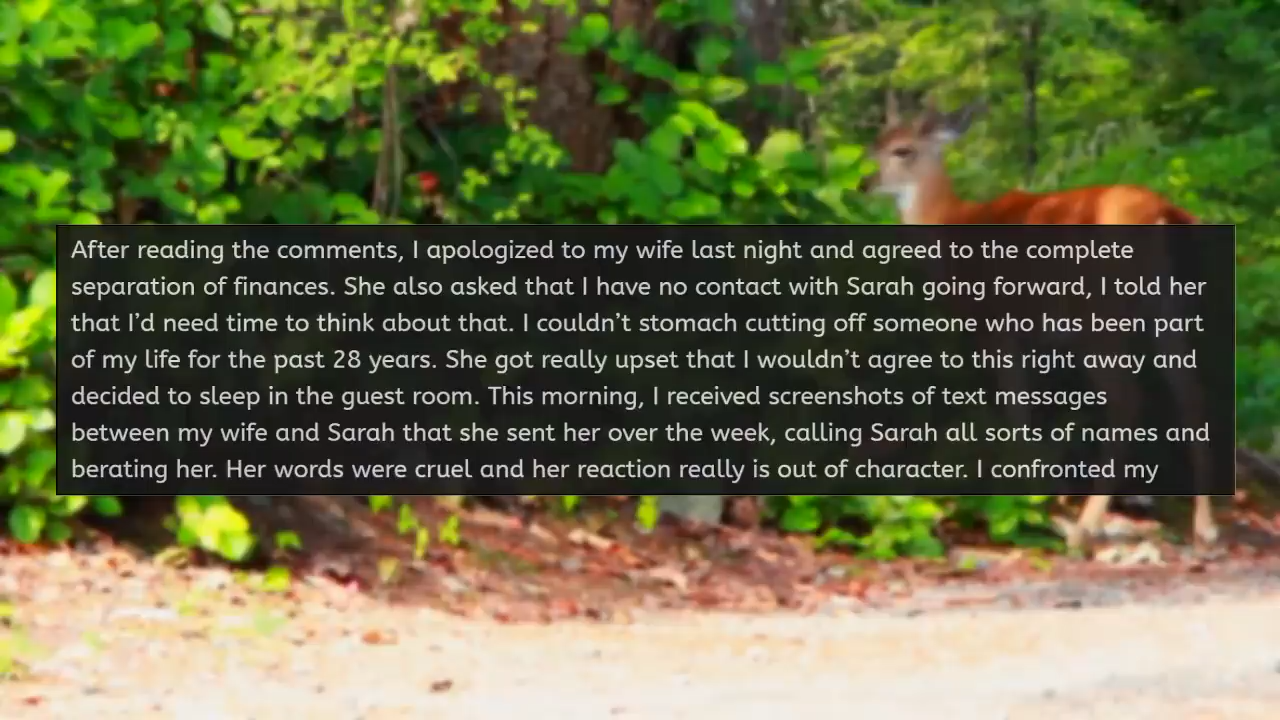 After reading the comments, I apologized to my wife last night and agreed to the complete
separation of finances. She also asked that I have no contact with Sarah going forward, I told her
that I’d need time to think about that. I couldn’t stomach cutting off someone who has been part
of my life for the past 28 years. She got really upset that I wouldn’t agree to this right away and
decided to sleep in the guest room. This morning, I received screenshots of text messages
between my wife and Sarah that she sent her over the week, calling Sarah all sorts of names and
berating her. Her words were cruel and her reaction really is out of character. I confronted my